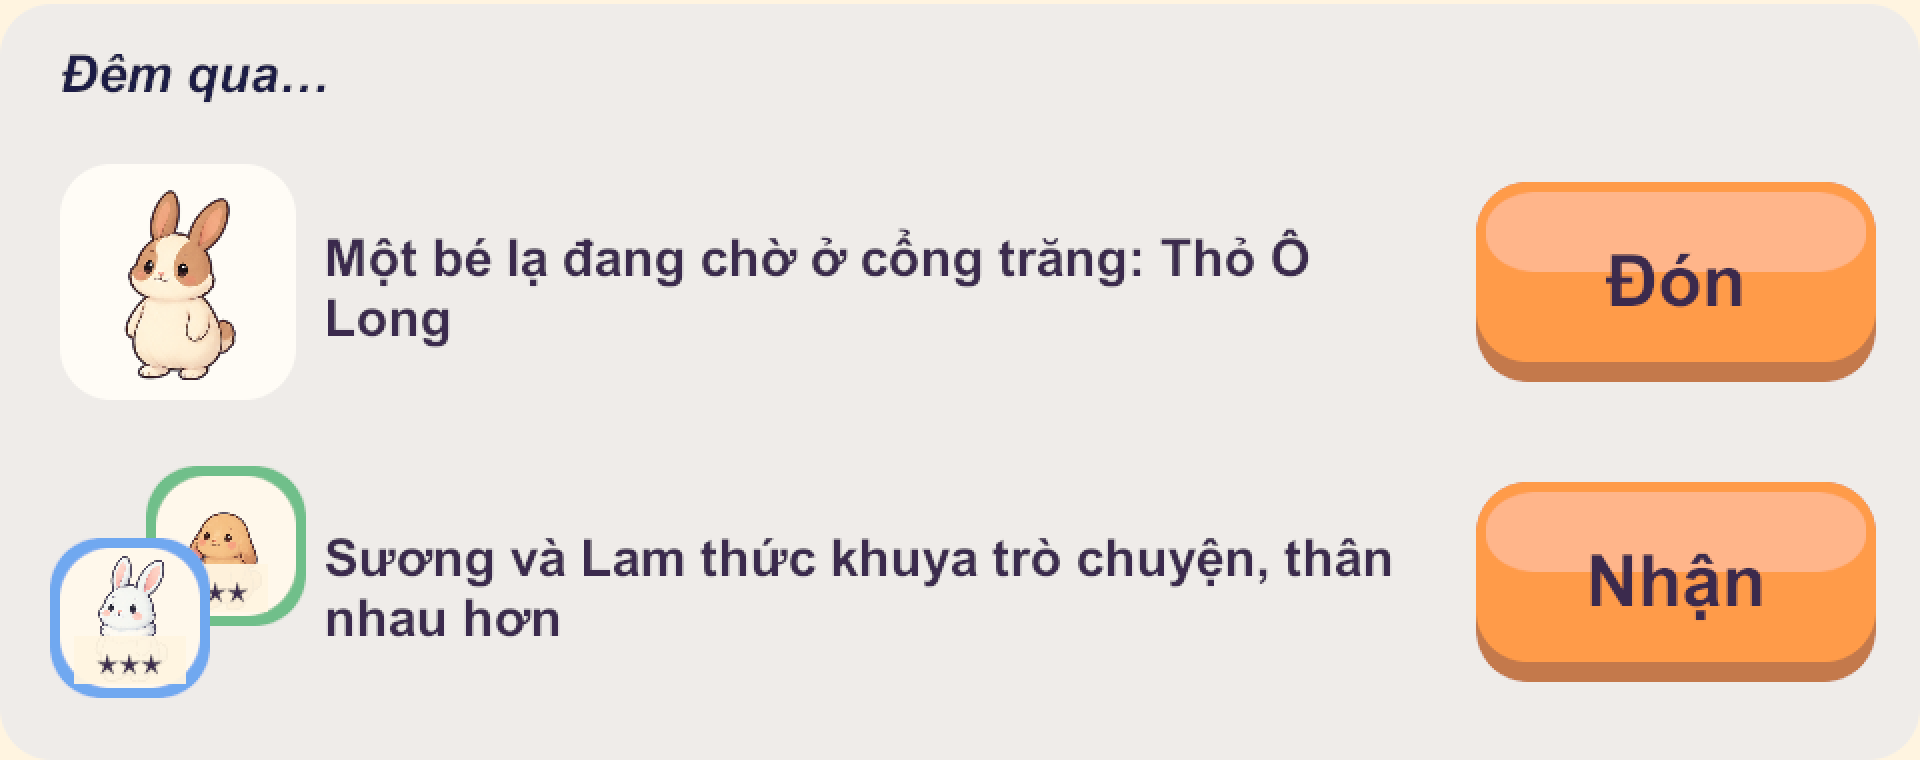 Đêm qua...
Một bé lạ đang chờ ở cổng trăng: Thỏ Ô
Long
Đón
Sương và Lam thức khuya trò chuyện, thân
nhau hơn
Nhận
★★
★★★